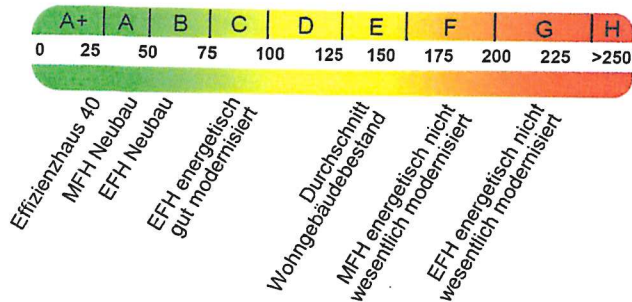 A+ A B C D E F G H
0 25 50 75 100 125 150 175 200 225 >250
Effizienzhaus 40
MFH Neubau
EFH Neubau
EFH energetisch
gut modernisiert
Durchschnitt
Wohngebäudebestand
MFH energetisch nicht
wesentlich modernisiert
EFH energetisch nicht
wesentlich modernisiert